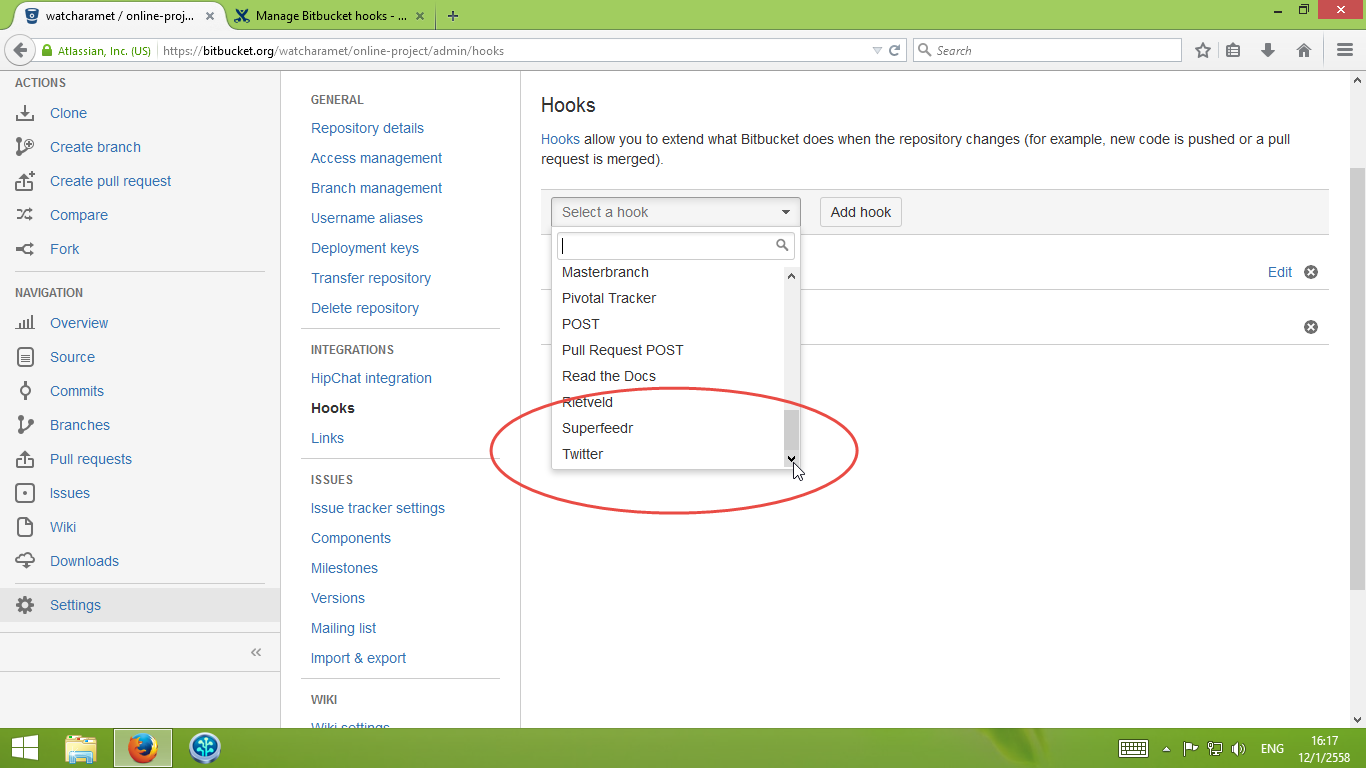 watcharamet / online-proj...
Manage Bitbucket hooks - ...
Atlassian, Inc. (US)
https://bitbucket.org/watcharamet/online-project/admin/hooks
Search
ACTIONS
Clone
Create branch
Create pull request
Compare
Fork
NAVIGATION
Overview
Source
Commits
Branches
Pull requests
Issues
Wiki
Downloads
Settings
GENERAL
Repository details
Access management
Branch management
Username aliases
Deployment keys
Transfer repository
Delete repository
INTEGRATIONS
HipChat integration
Hooks
Links
ISSUES
Issue tracker settings
Components
Milestones
Versions
Mailing list
Import & export
WIKI
Wiki settings
Hooks
Hooks allow you to extend what Bitbucket does when the repository changes (for example, new code is pushed or a pull
request is merged).
Select a hook
Add hook
Masterbranch
Pivotal Tracker
POST
Pull Request POST
Read the Docs
Rietveld
Superfeedr
Twitter
Edit
ENG
16:17
12/1/2558